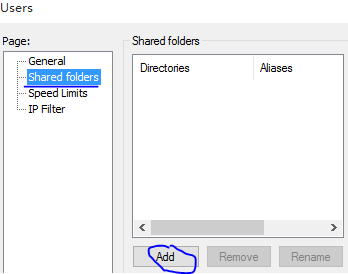 Users
Page:
General
Shared folders
Speed Limits
IP Filter
Shared folders
Directories Aliases
Add Remove Rename